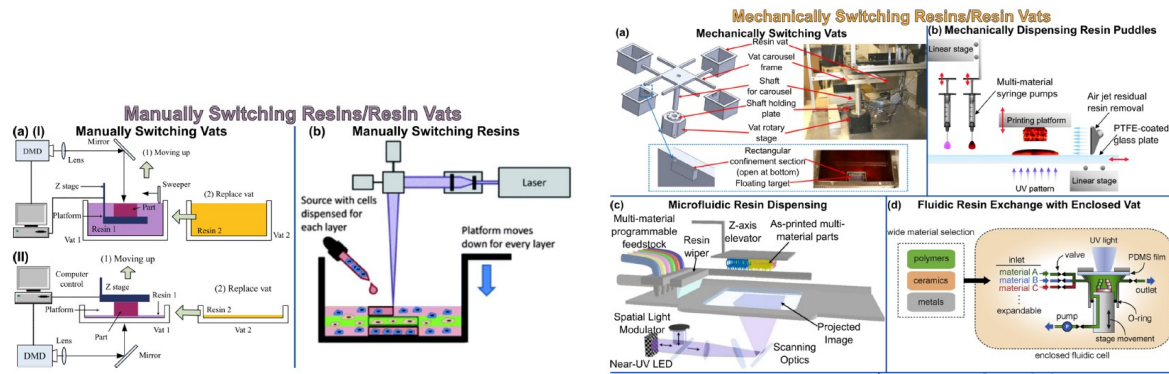 Manually Switching Resins/Resin Vats
(a) (I) Manually Switching Vats
Mirror
DMD
Lens
(1) Moving up
Z stage
Sweeper
(2) Replace vat
Platform
Part
Resin 1
Vat 1
Resin 2
Vat 2
(II)
Computer
control
(1) Moving up
Z stage
Resin 1
(2) Replace vat
Platform
Vat 1
Resin 2
Vat 2
Part
DMD
Lens
Mirror
(b) Manually Switching Resins
Laser
Source with cells
dispensed for
each layer
Platform moves
down for every layer
Mechanically Switching Resins/Resin Vats
(a) Mechanically Switching Vats
Resin vat
Vat carousel
frame
Shaft
for carousel
Shaft holding
plate
Vat rotary
stage
Rectangular
confinement section
(open at bottom)
Floating target
(b) Mechanically Dispensing Resin Puddles
Linear stage
Multi-material
syringe pumps
Printing platform
Air jet residual
resin removal
PTFE-coated
glass plate
UV pattern
Linear stage
(c) Microfluidic Resin Dispensing
Multi-material
programmable
feedstock
Resin
wiper
Z-axis
elevator
As-printed multi-
material parts
Spatial Light
Modulator
Near-UV LED
Scanning
Optics
Projected
Image
(d) Fluidic Resin Exchange with Enclosed Vat
wide material selection
polymers
ceramics
metals
UV light
valve
PDMS film
inlet
material A
material B
material C
expandable
outlet
O-ring
pump
P
stage movement
enclosed fluidic cell